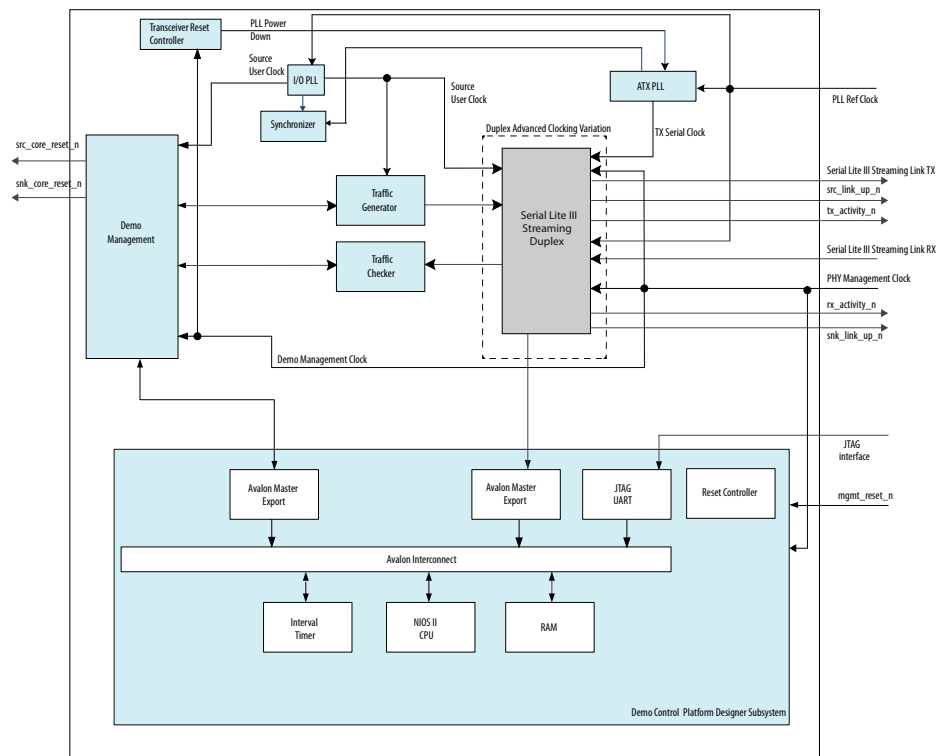 Transceiver Reset
Controller
PLL Power
Down
Source
User Clock
I/O PLL
Source
User Clock
ATX PLL
PLL Ref Clock
Synchronizer
Duplex Advanced Clocking Variation
TX Serial Clock
src_core_reset_n
snk_core_reset_n
Demo
Management
Traffic
Generator
Traffic
Checker
Serial Lite III
Streaming
Duplex
Serial Lite III Streaming Link TX
src_link_up_n
tx_activity_n
Serial Lite III Streaming Link RX
PHY Management Clock
rx_activity_n
snk_link_up_n
Demo Management Clock
JTAG
interface
Avalon Master
Export
Avalon Master
Export
JTAG
UART
Reset Controller
mgmt_reset_n
Avalon Interconnect
Interval
Timer
NIOS II
CPU
RAM
Demo Control Platform Designer Subsystem